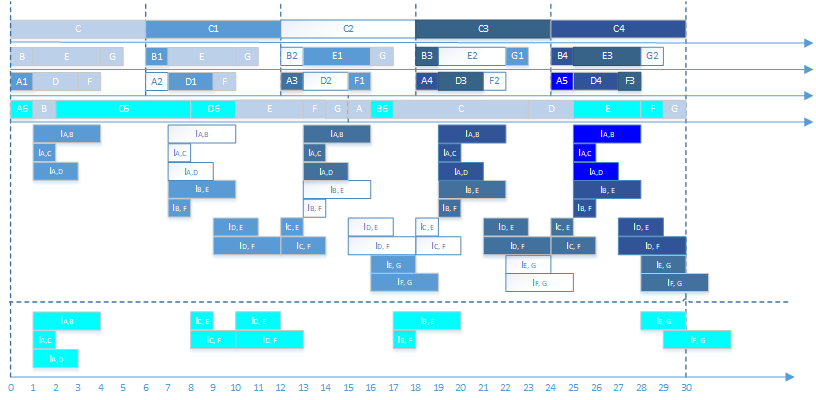 C C1 C2 C3 C4
B E G B1 E G B2 E1 G B3 E2 G1 B4 E3 G2
A1 D F A2 D1 F A3 D2 F1 A4 D3 F2 A5 D4 F3
A6 B C6 D6 E F G A B6 C D E F G
IA,B IA,B IA,B IA,B IA,B
IA,C IA,C IA,C IA,C IA,C
IA,D IA,D IA,D IA,D IA,D
IB, E IB, E IB, E IB, E
IB, F IB, F IB, F IB, F
ID, E IC, E ID, E IC, E ID, E IC, E ID, E
ID, F IC, F ID, F IC, F ID, F IC, F ID, F
IE, G IE, G IE, G
IF, G IF, G IF, G
IA,B IC, E ID, E IB, E IE, G
IA,C IC, F ID, F IB, F IF, G
IA,D
0 1 2 3 4 5 6 7 8 9 10 11 12 13 14 15 16 17 18 19 20 21 22 23 24 25 26 27 28 29 30